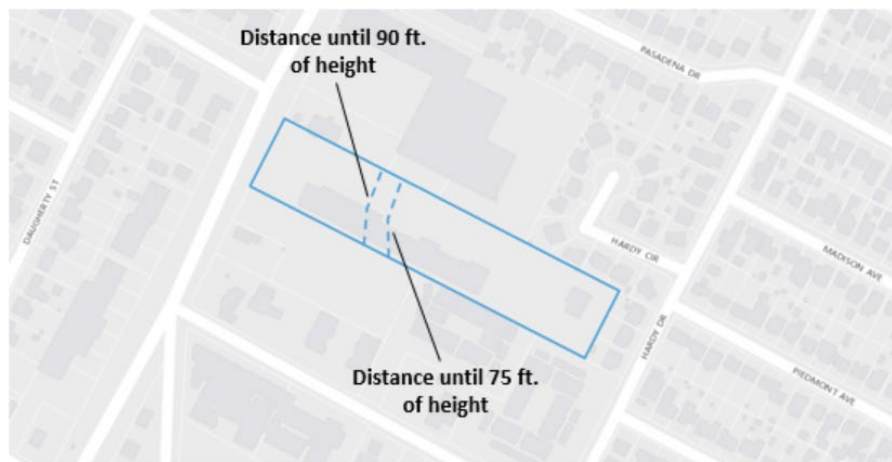 Distance until 90 ft.
of height
PASADENA DR
DAUGHERTY ST
HARDY CIR
MADISON AVE
HARDY DR
PIEDMONT AVE
Distance until 75 ft.
of height